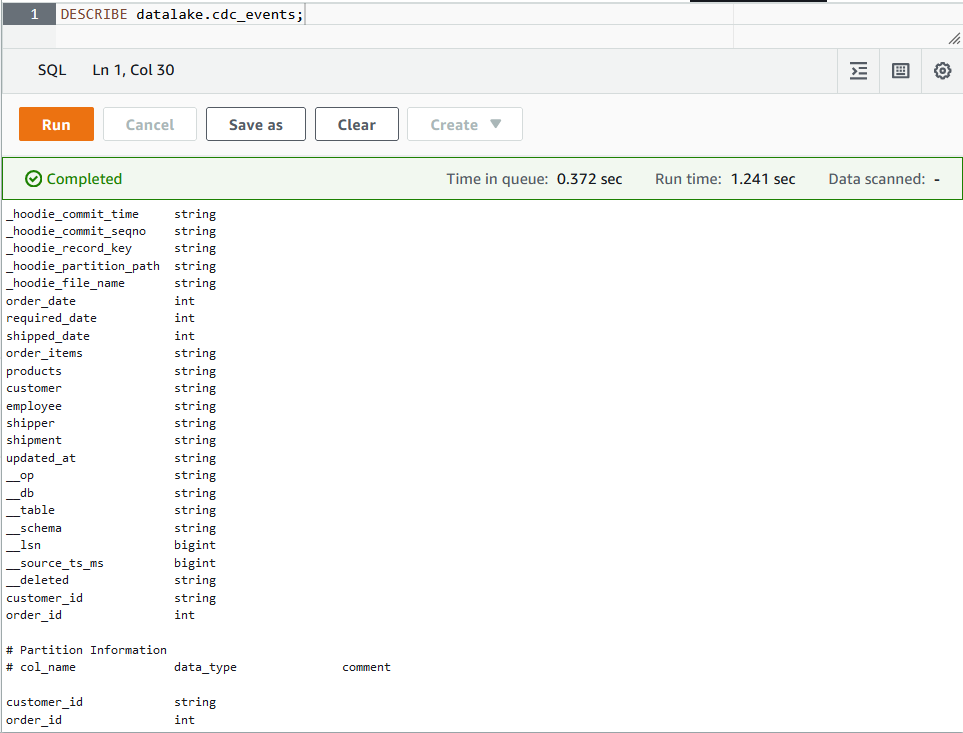 1 DESCRIBE datalake.cdc_events;
SQL Ln 1, Col 30
Run Cancel Save as Clear Create
Completed Time in queue: 0.372 sec Run time: 1.241 sec Data scanned: -
_hoodie_commit_time string
_hoodie_commit_seqno string
_hoodie_record_key string
_hoodie_partition_path string
_hoodie_file_name string
order_date int
required_date int
shipped_date int
order_items string
products string
customer string
employee string
shipper string
shipment string
updated_at string
__op string
__db string
__table string
__schema string
__lsn bigint
__source_ts_ms bigint
__deleted string
customer_id string
order_id int
# Partition Information
# col_name data_type comment
customer_id string
order_id int